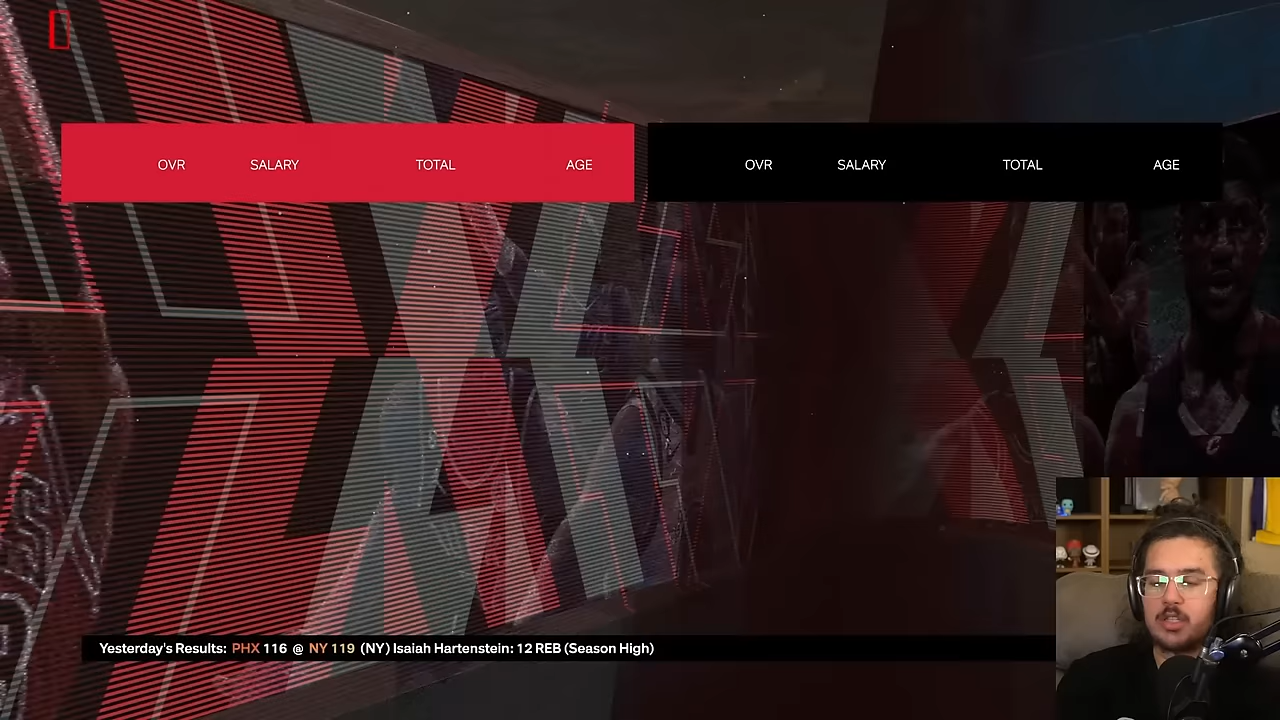 OVR SALARY TOTAL AGE
OVR SALARY TOTAL AGE
Yesterday's Results: PHX 116 @ NY 119 (NY) Isaiah Hartenstein: 12 REB (Season High)